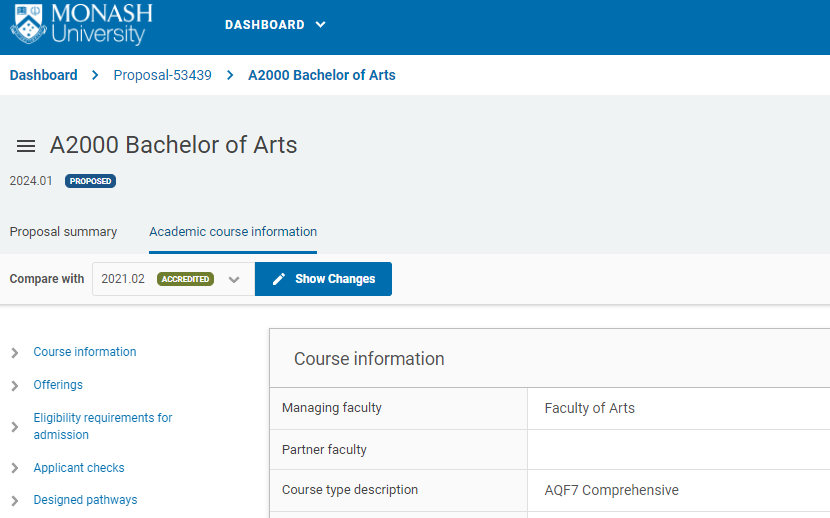 MONASH
University
DASHBOARD
Dashboard > Proposal-53439 > A2000 Bachelor of Arts
A2000 Bachelor of Arts
2024.01 PROPOSED
Proposal summary Academic course information
Compare with 2021.02 ACCREDITED Show Changes
Course information
Offerings
Eligibility requirements for
admission
Applicant checks
Designed pathways
Course information
Managing faculty Faculty of Arts
Partner faculty
Course type description AQF7 Comprehensive